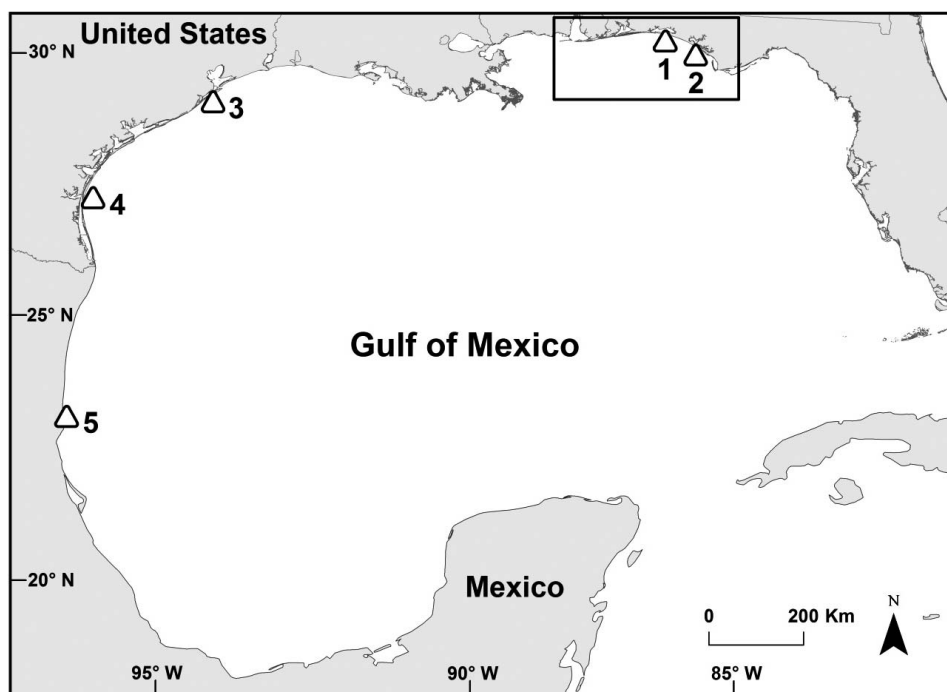 United States
30° N
1
2
3
4
25° N
Gulf of Mexico
5
20° N
Mexico
0 200 Km
N
95° W 90° W 85° W